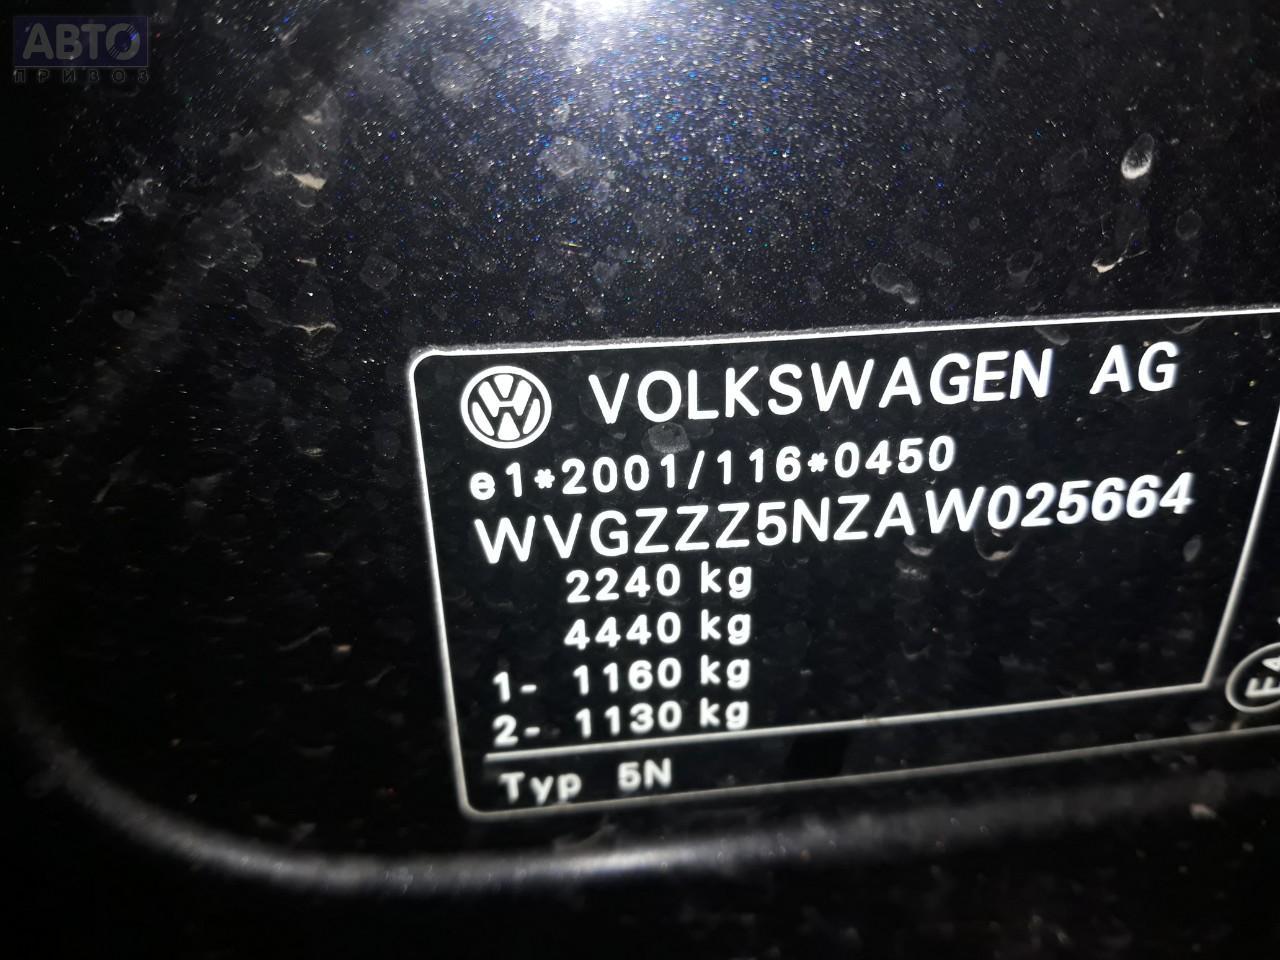 АВТО
ПРИВОЗ
VOLKSWAGEN AG
e1*2001/116*0450
WVGZZZ5NZAW025664
2240 kg
4440 kg
1- 1160 kg
2- 1130 kg
Typ 5N